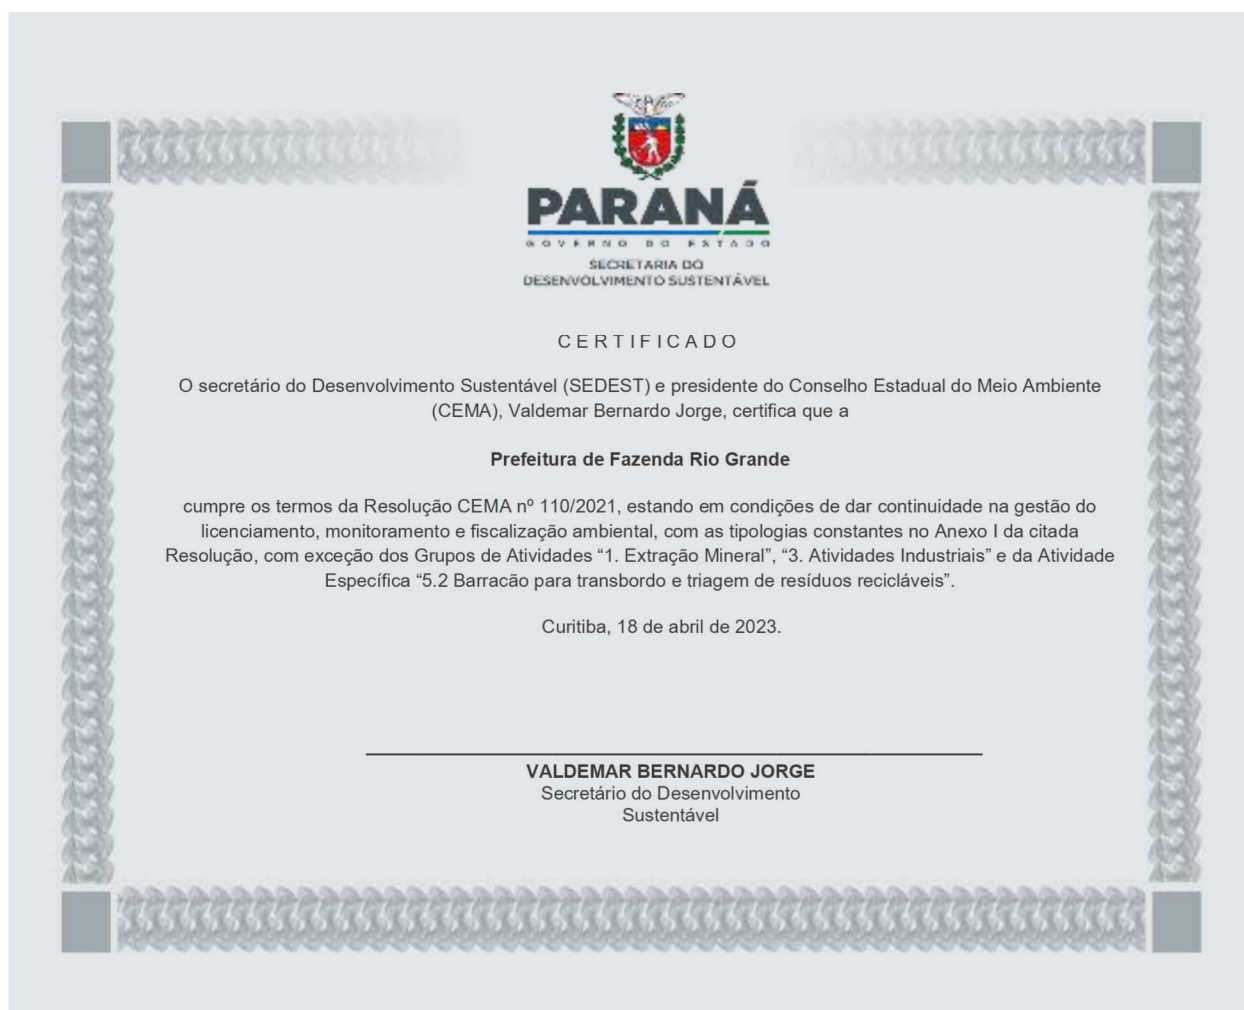 PARANÁ
GOVERNO DO ESTADO
SECRETARIA DO
DESENVOLVIMENTO SUSTENTÁVEL
CERTIFICADO
O secretário do Desenvolvimento Sustentável (SEDEST) e presidente do Conselho Estadual do Meio Ambiente
(CEMA), Valdemar Bernardo Jorge, certifica que a
Prefeitura de Fazenda Rio Grande
cumpre os termos da Resolução CEMA nº 110/2021, estando em condições de dar continuidade na gestão do
licenciamento, monitoramento e fiscalização ambiental, com as tipologias constantes no Anexo I da citada
Resolução, com exceção dos Grupos de Atividades “1. Extração Mineral”, “3. Atividades Industriais” e da Atividade
Específica “5.2 Barracão para transbordo e triagem de resíduos recicláveis”.
Curitiba, 18 de abril de 2023.
VALDEMAR BERNARDO JORGE
Secretário do Desenvolvimento
Sustentável